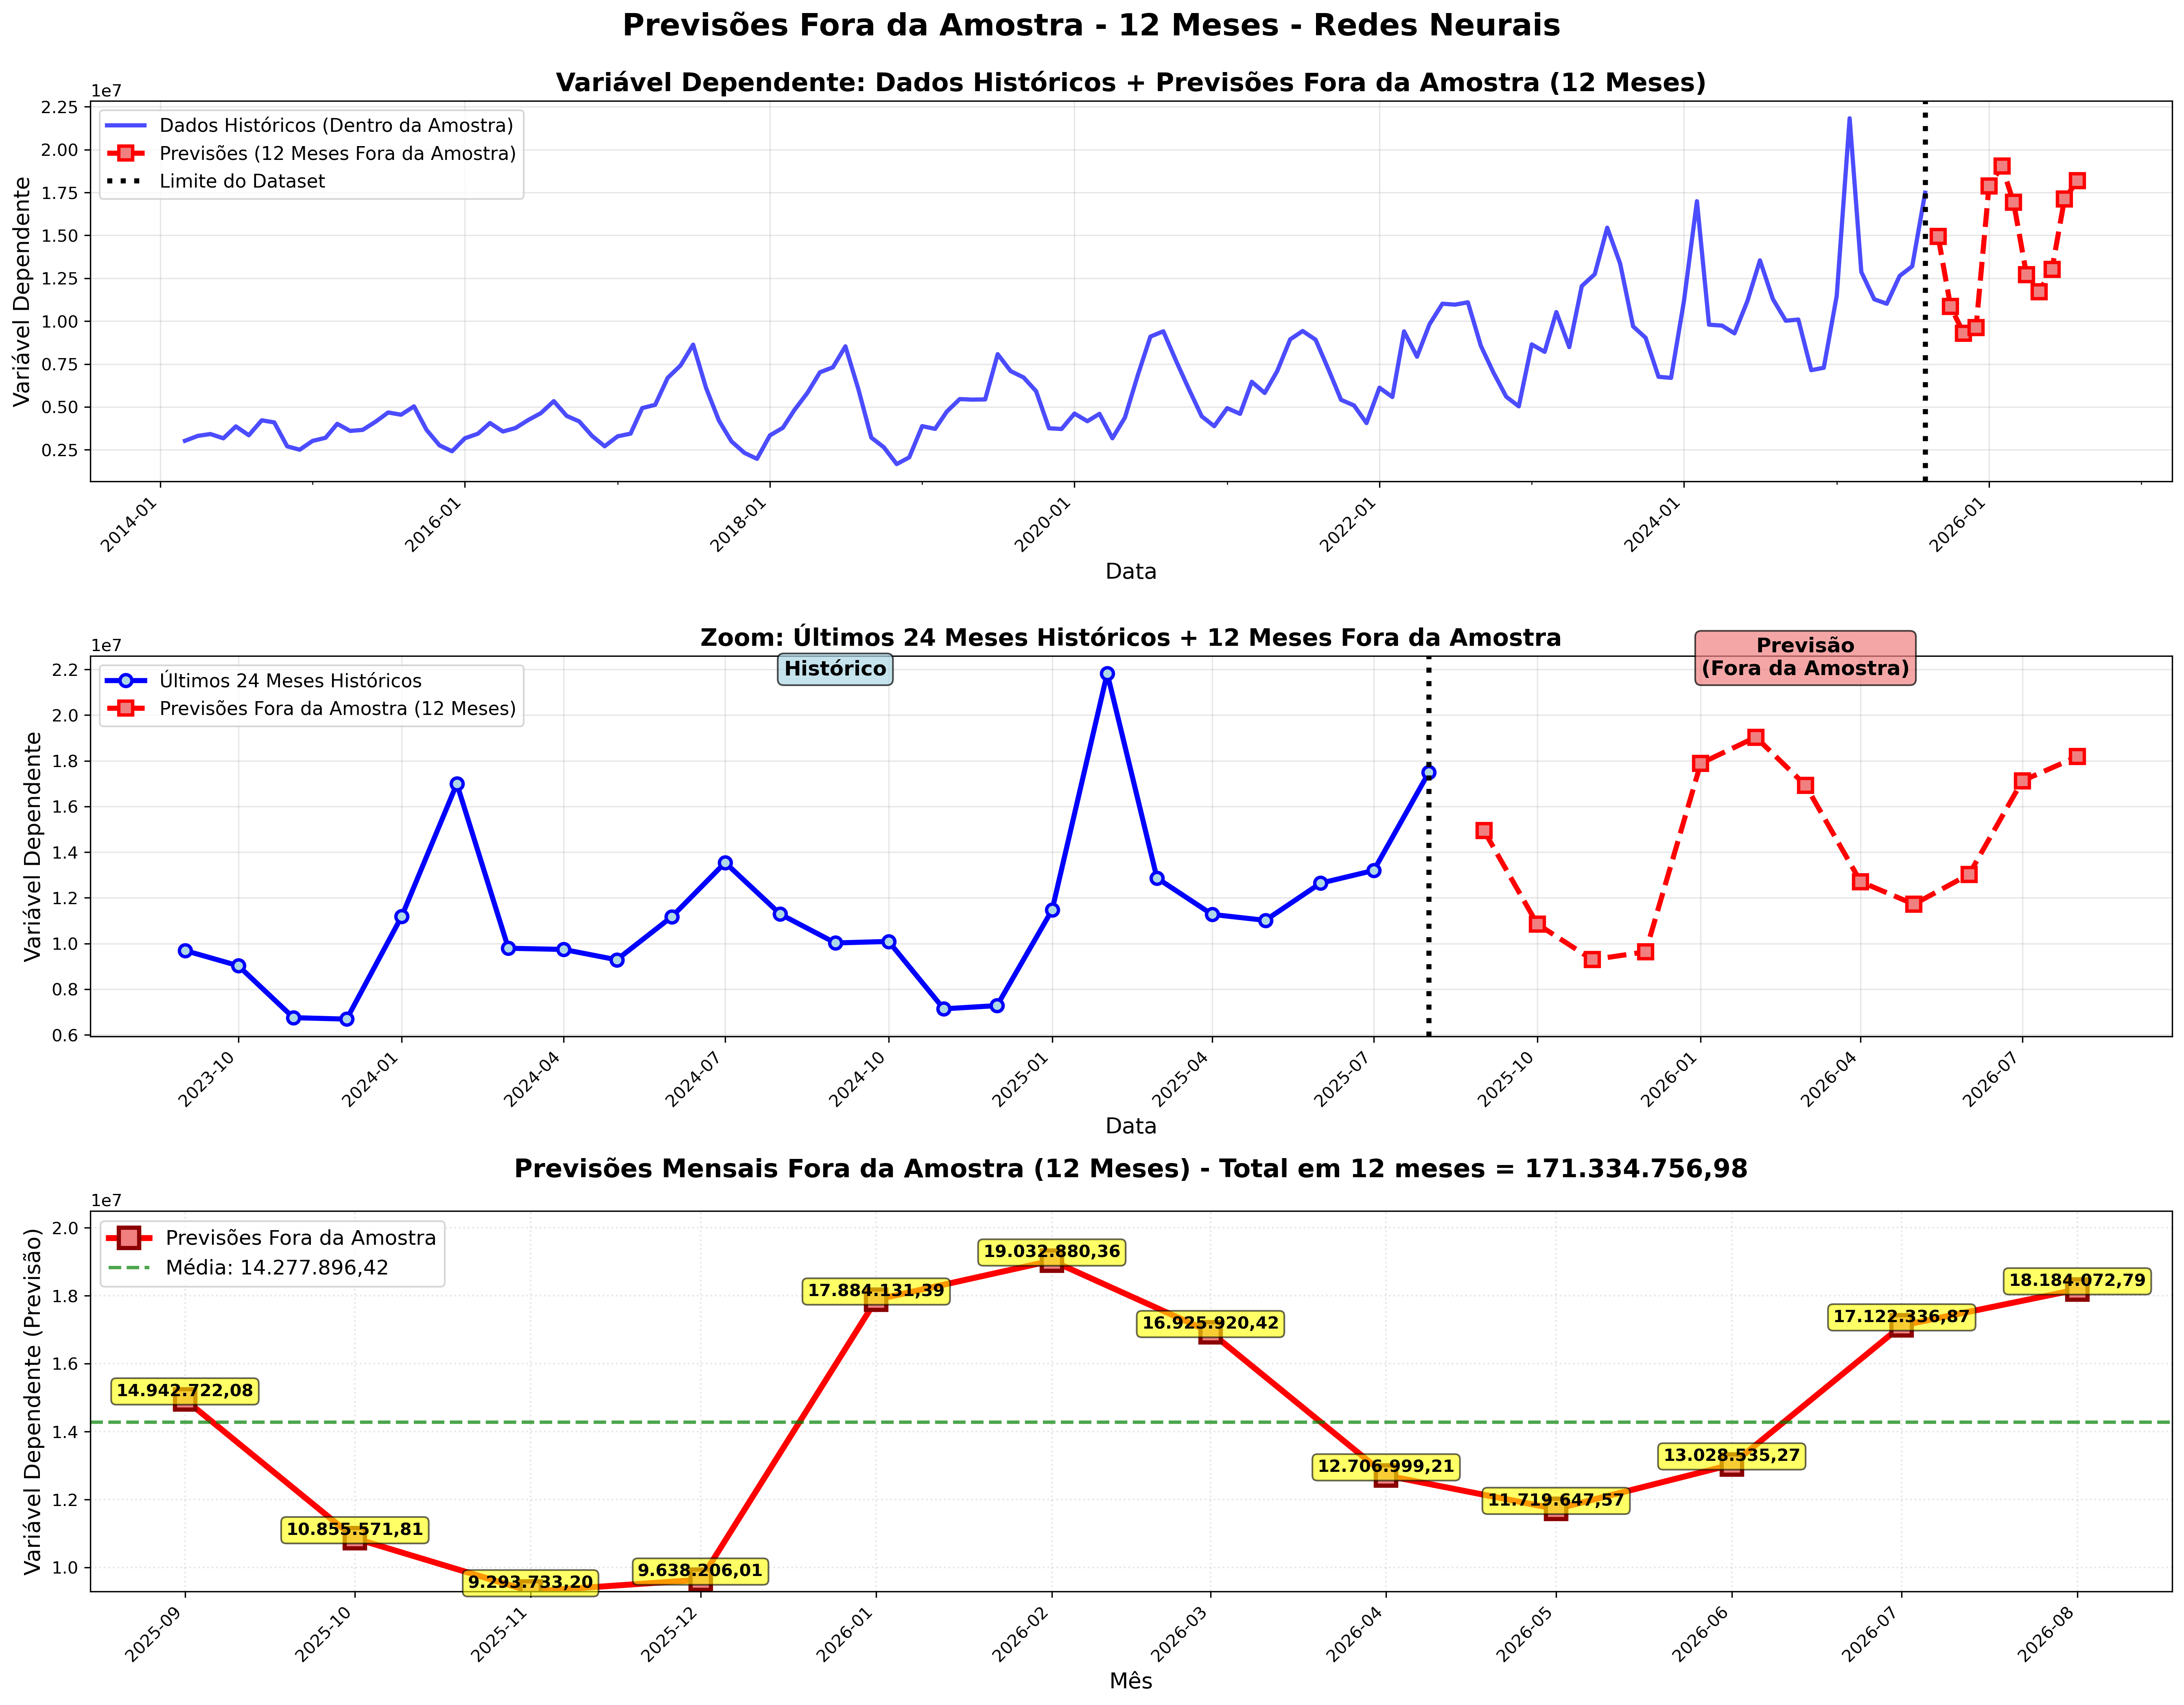 Previsões Fora da Amostra - 12 Meses - Redes Neurais
Variável Dependente: Dados Históricos + Previsões Fora da Amostra (12 Meses)
1e7
2.25
2.00
1.75
1.50
1.25
1.00
0.75
0.50
0.25
Variável Dependente
Dados Históricos (Dentro da Amostra)
Previsões (12 Meses Fora da Amostra)
Limite do Dataset
2014-01
2016-01
2018-01
2020-01
2022-01
2024-01
2026-01
Data
Zoom: Últimos 24 Meses Históricos + 12 Meses Fora da Amostra
1e7
2.2
2.0
1.8
1.6
1.4
1.2
1.0
0.8
0.6
Variável Dependente
Últimos 24 Meses Históricos
Previsões Fora da Amostra (12 Meses)
Histórico
Previsão
(Fora da Amostra)
2023-10
2024-01
2024-04
2024-07
2024-10
2025-01
2025-04
2025-07
2025-10
2026-01
2026-04
2026-07
Data
Previsões Mensais Fora da Amostra (12 Meses) - Total em 12 meses = 171.334.756,98
1e7
2.0
1.8
1.6
1.4
1.2
1.0
Variável Dependente (Previsão)
Previsões Fora da Amostra
Média: 14.277.896,42
14.942.722,08
10.855.571,81
9.293.733,20
9.638.206,01
17.884.131,39
19.032.880,36
16.925.920,42
12.706.999,21
11.719.647,57
13.028.535,27
17.122.336,87
18.184.072,79
2025-09
2025-10
2025-11
2025-12
2026-01
2026-02
2026-03
2026-04
2026-05
2026-06
2026-07
2026-08
Mês